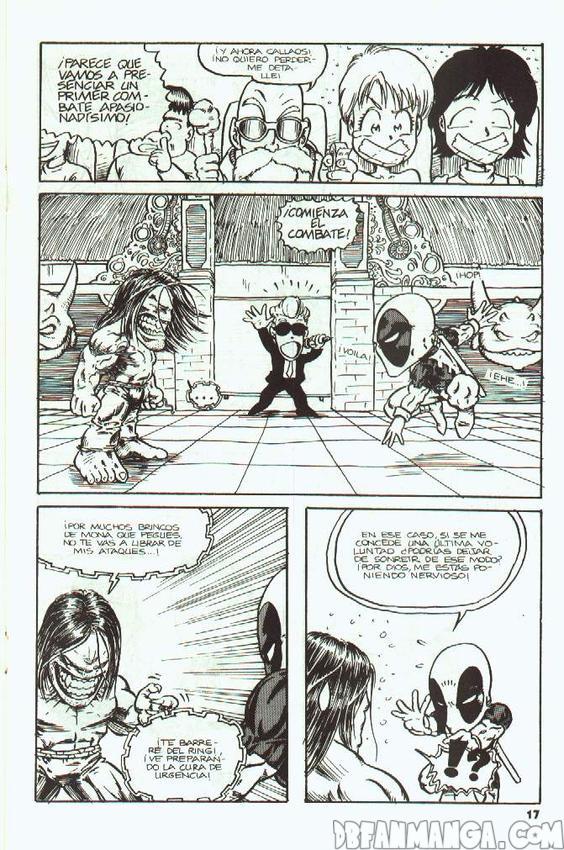 ¡PARECE QUE
VAMOS A PRE-
SENCIAR UN
PRIMER COM-
BATE APASIO-
NADÍSIMO!
¡Y AHORA CALLAOS!
¡NO QUIERO PERDER-
ME DETA-
LLE!
¡COMIENZA
EL
COMBATE!
¡HOP!
¡VOILA!
¡EHE...!
¡POR MUCHOS BRINCOS
DE MONA QUE PEGUES,
NO TE VAS A LIBRAR DE
MIS ATAQUES...!
¡TE BARRE-
RÉ DEL RING!
¡VE PREPARAN-
DO LA CURA DE
URGENCIA!
EN ESE CASO, SI SE ME
CONCEDE UNA ÚLTIMA VO-
LUNTAD ¿PODRÍAS DEJAR
DE SONREIR DE ESE MODO?
¡POR DIOS, ME ESTÁS PO-
NIENDO NERVIOSO!
17
DBFANMANGA.COM